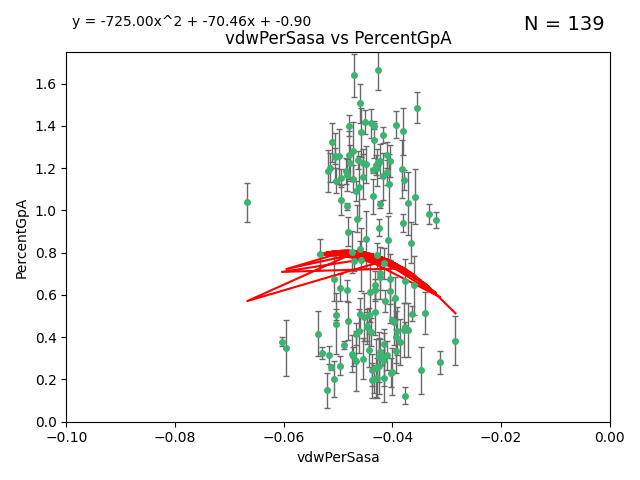 y = -725.00x^2 + -70.46x + -0.90
N = 139
vdwPerSasa vs PercentGpA
PercentGpA
1.6
1.4
1.2
1.0
0.8
0.6
0.4
0.2
0.0
−0.10 −0.08 −0.06 −0.04 −0.02 0.00
vdwPerSasa